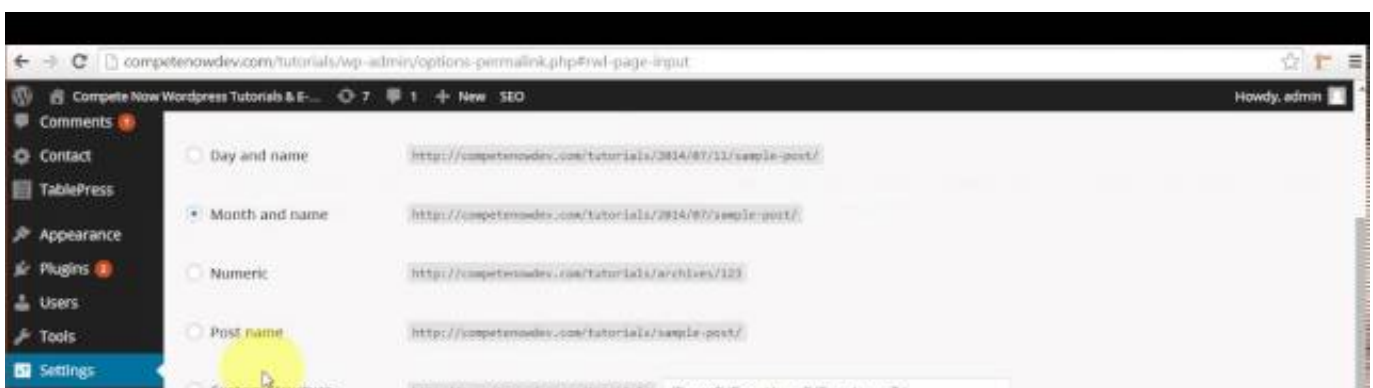 competenowdev.com/tutorials/wp-admin/options-permalink.php#rwl-page-input
Compete Now Wordpress Tutorials & E-... 7 1 + New SEO Howdy, admin
Comments 1
Contact
TablePress
Appearance
Plugins 2
Users
Tools
Settings
Day and name http://competenowdev.com/tutorials/2014/07/11/sample-post/
Month and name http://competenowdev.com/tutorials/2014/07/sample-post/
Numeric http://competenowdev.com/tutorials/archives/123
Post name http://competenowdev.com/tutorials/sample-post/